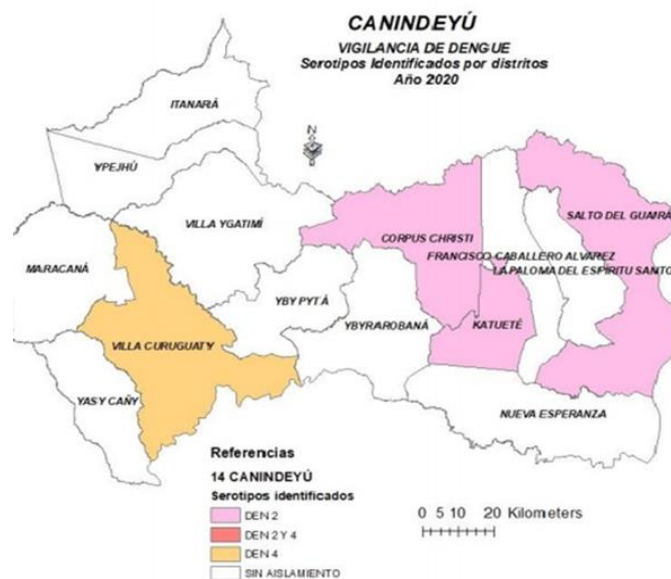 CANINDEYÚ
VIGILANCIA DE DENGUE
Serotipos Identificados por distritos
Año 2020
ITANARÁ
N
YPEJHÚ
VILLA YGATIMÍ
SALTO DEL GUAIRÁ
CORPUS CHRISTI
FRANCISCO CABALLERO ALVAREZ
LA PALOMA DEL ESPÍRITU SANTO
MARACANÁ
YBY PYTÁ
YBYRAROBANÁ
KATUETÉ
VILLA CURUGUATY
YASY CAÑY
NUEVA ESPERANZA
Referencias
14 CANINDEYÚ
Serotipos identificados
DEN 2
DEN 2 Y 4
DEN 4
SIN AISLAMIENTO
0 5 10 20 Kilometers